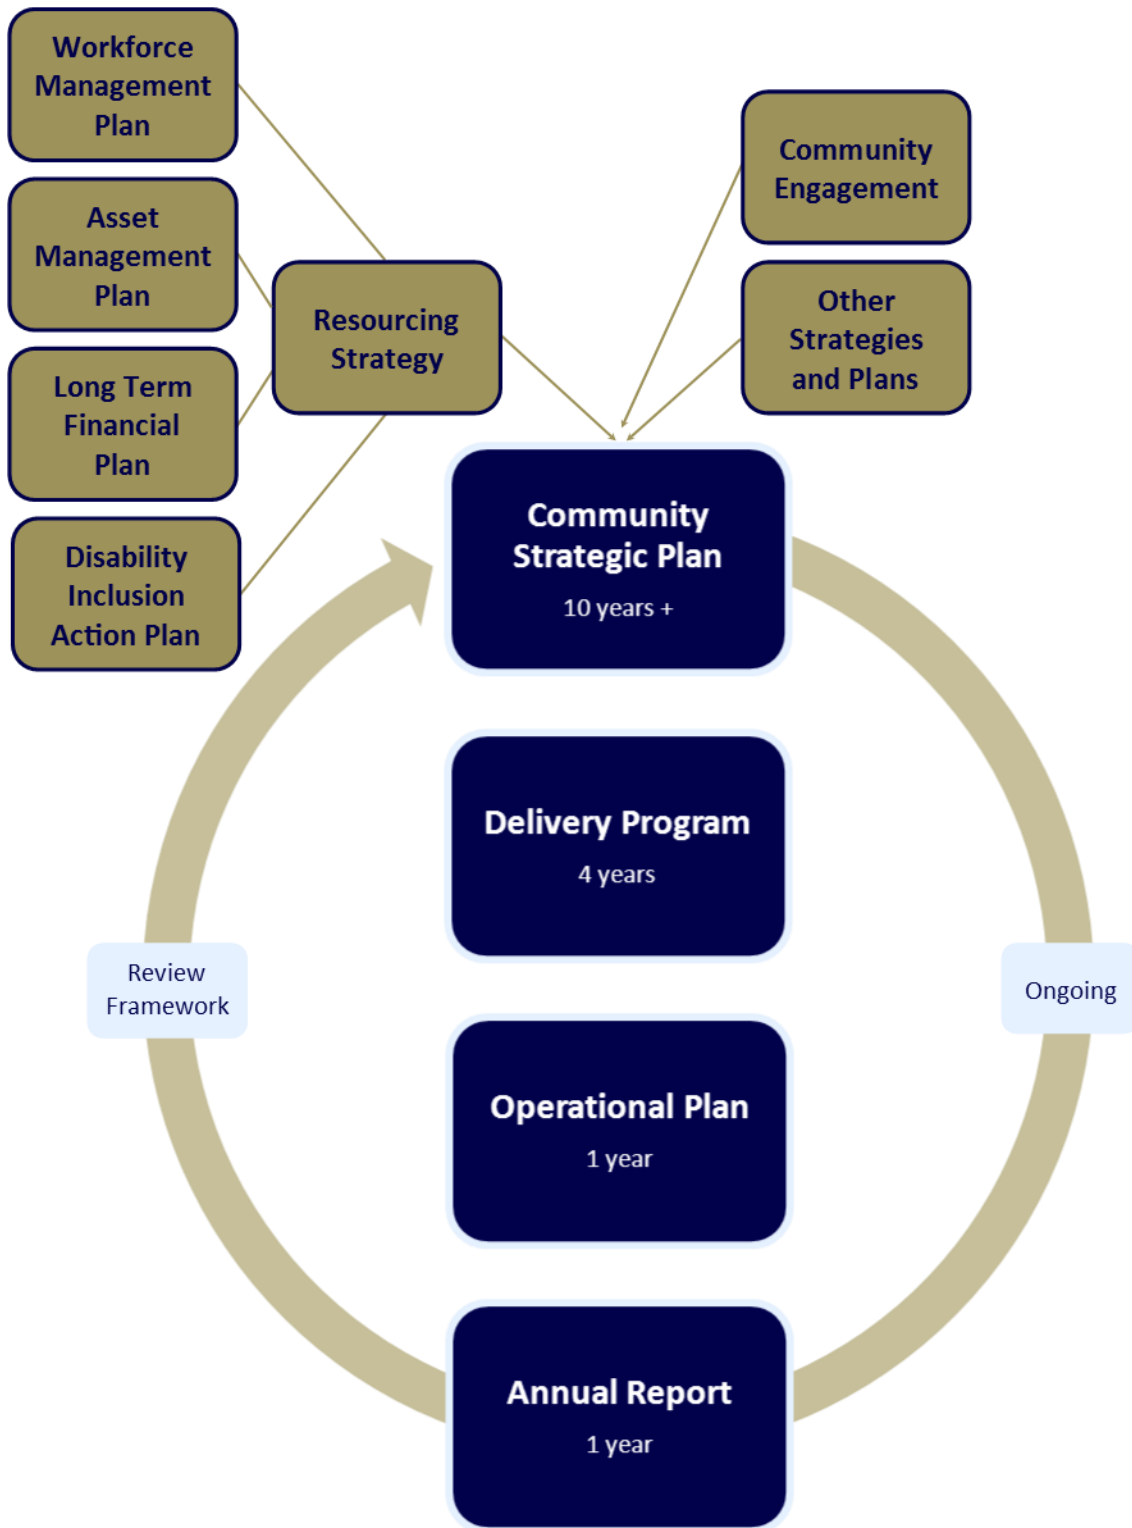 Workforce
Management
Plan
Asset
Management
Plan
Long Term
Financial
Plan
Disability
Inclusion
Action Plan
Resourcing
Strategy
Community
Engagement
Other
Strategies
and Plans
Community
Strategic Plan
10 years +
Delivery Program
4 years
Review
Framework
Ongoing
Operational Plan
1 year
Annual Report
1 year